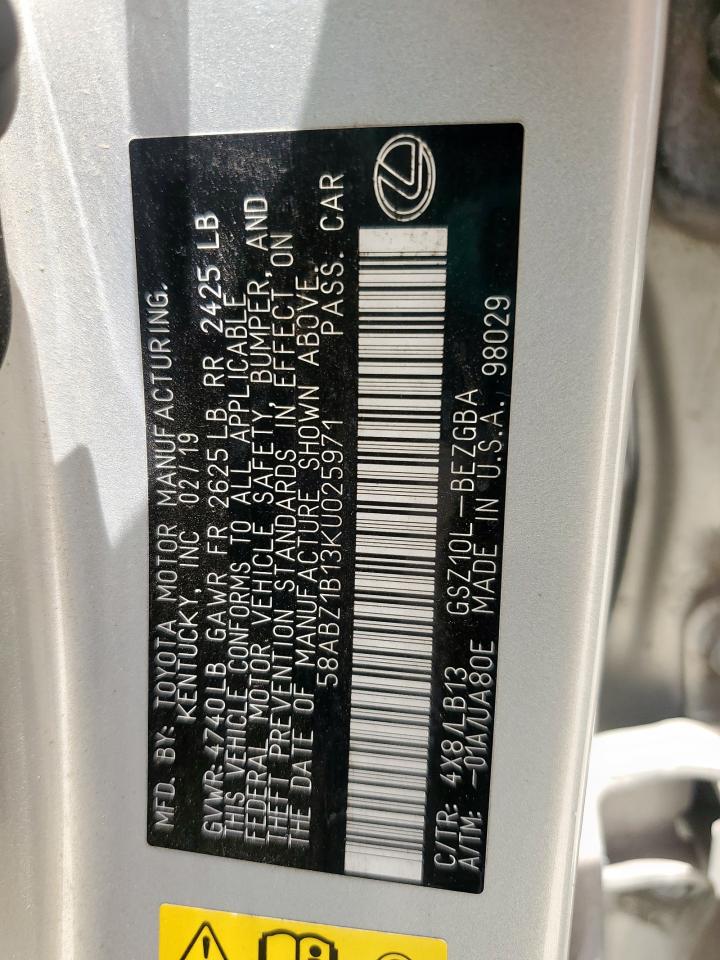 MFD. BY: TOYOTA MOTOR MANUFACTURING.
KENTUCKY, INC 02/19
GVWR:4740LB GAWR FR 2625 LB RR 2425 LB
THIS VEHICLE CONFORMS TO ALL APPLICABLE
FEDERAL MOTOR VEHICLE SAFETY, BUMPER, AND
THEFT PREVENTION STANDARDS IN EFFECT ON
THE DATE OF MANUFACTURE SHOWN ABOVE.
58ABZ1B13KU025971 PASS. CAR
C/TR: 4X8/LB13 GSZ10L-BEZGBA
A/TM: -01A/UA80E MADE IN U.S.A. 98029